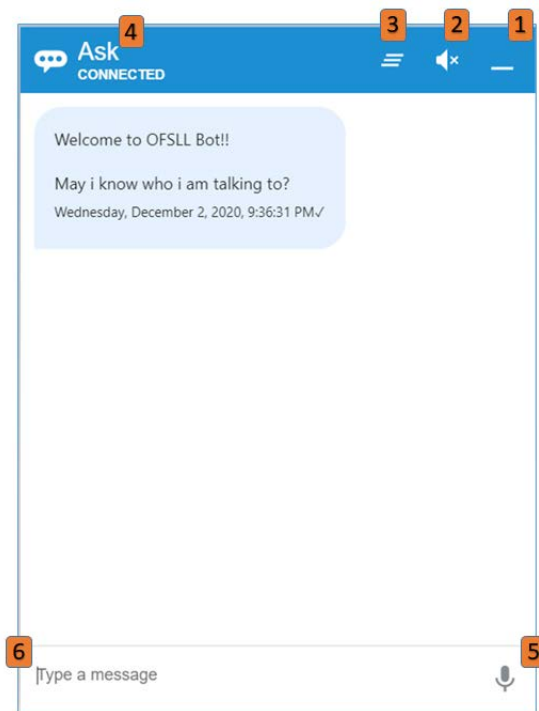 4
3
2
1
Ask
CONNECTED
Welcome to OFSLL Bot!!
May i know who i am talking to?
Wednesday, December 2, 2020, 9:36:31 PM✓
6
5
Type a message